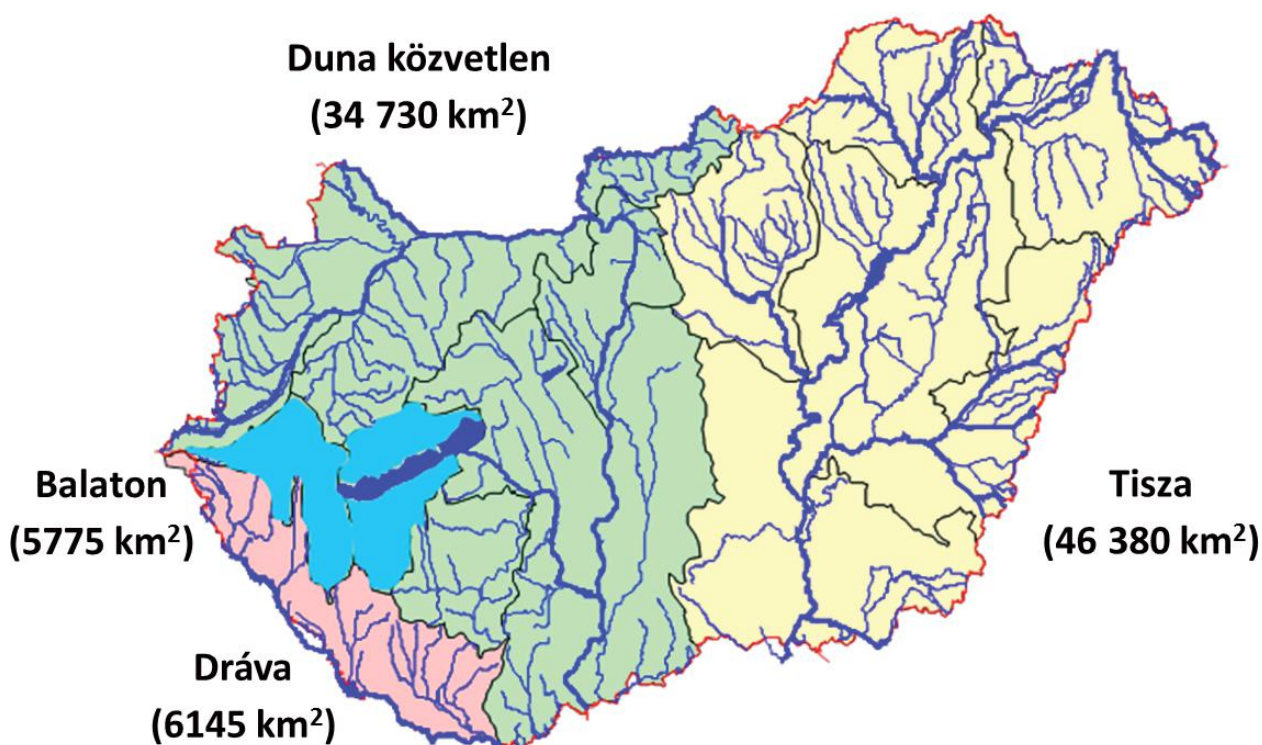 Duna közvetlen
(34 730 km²)
Balaton
(5775 km²)
Tisza
(46 380 km²)
Dráva
(6145 km²)